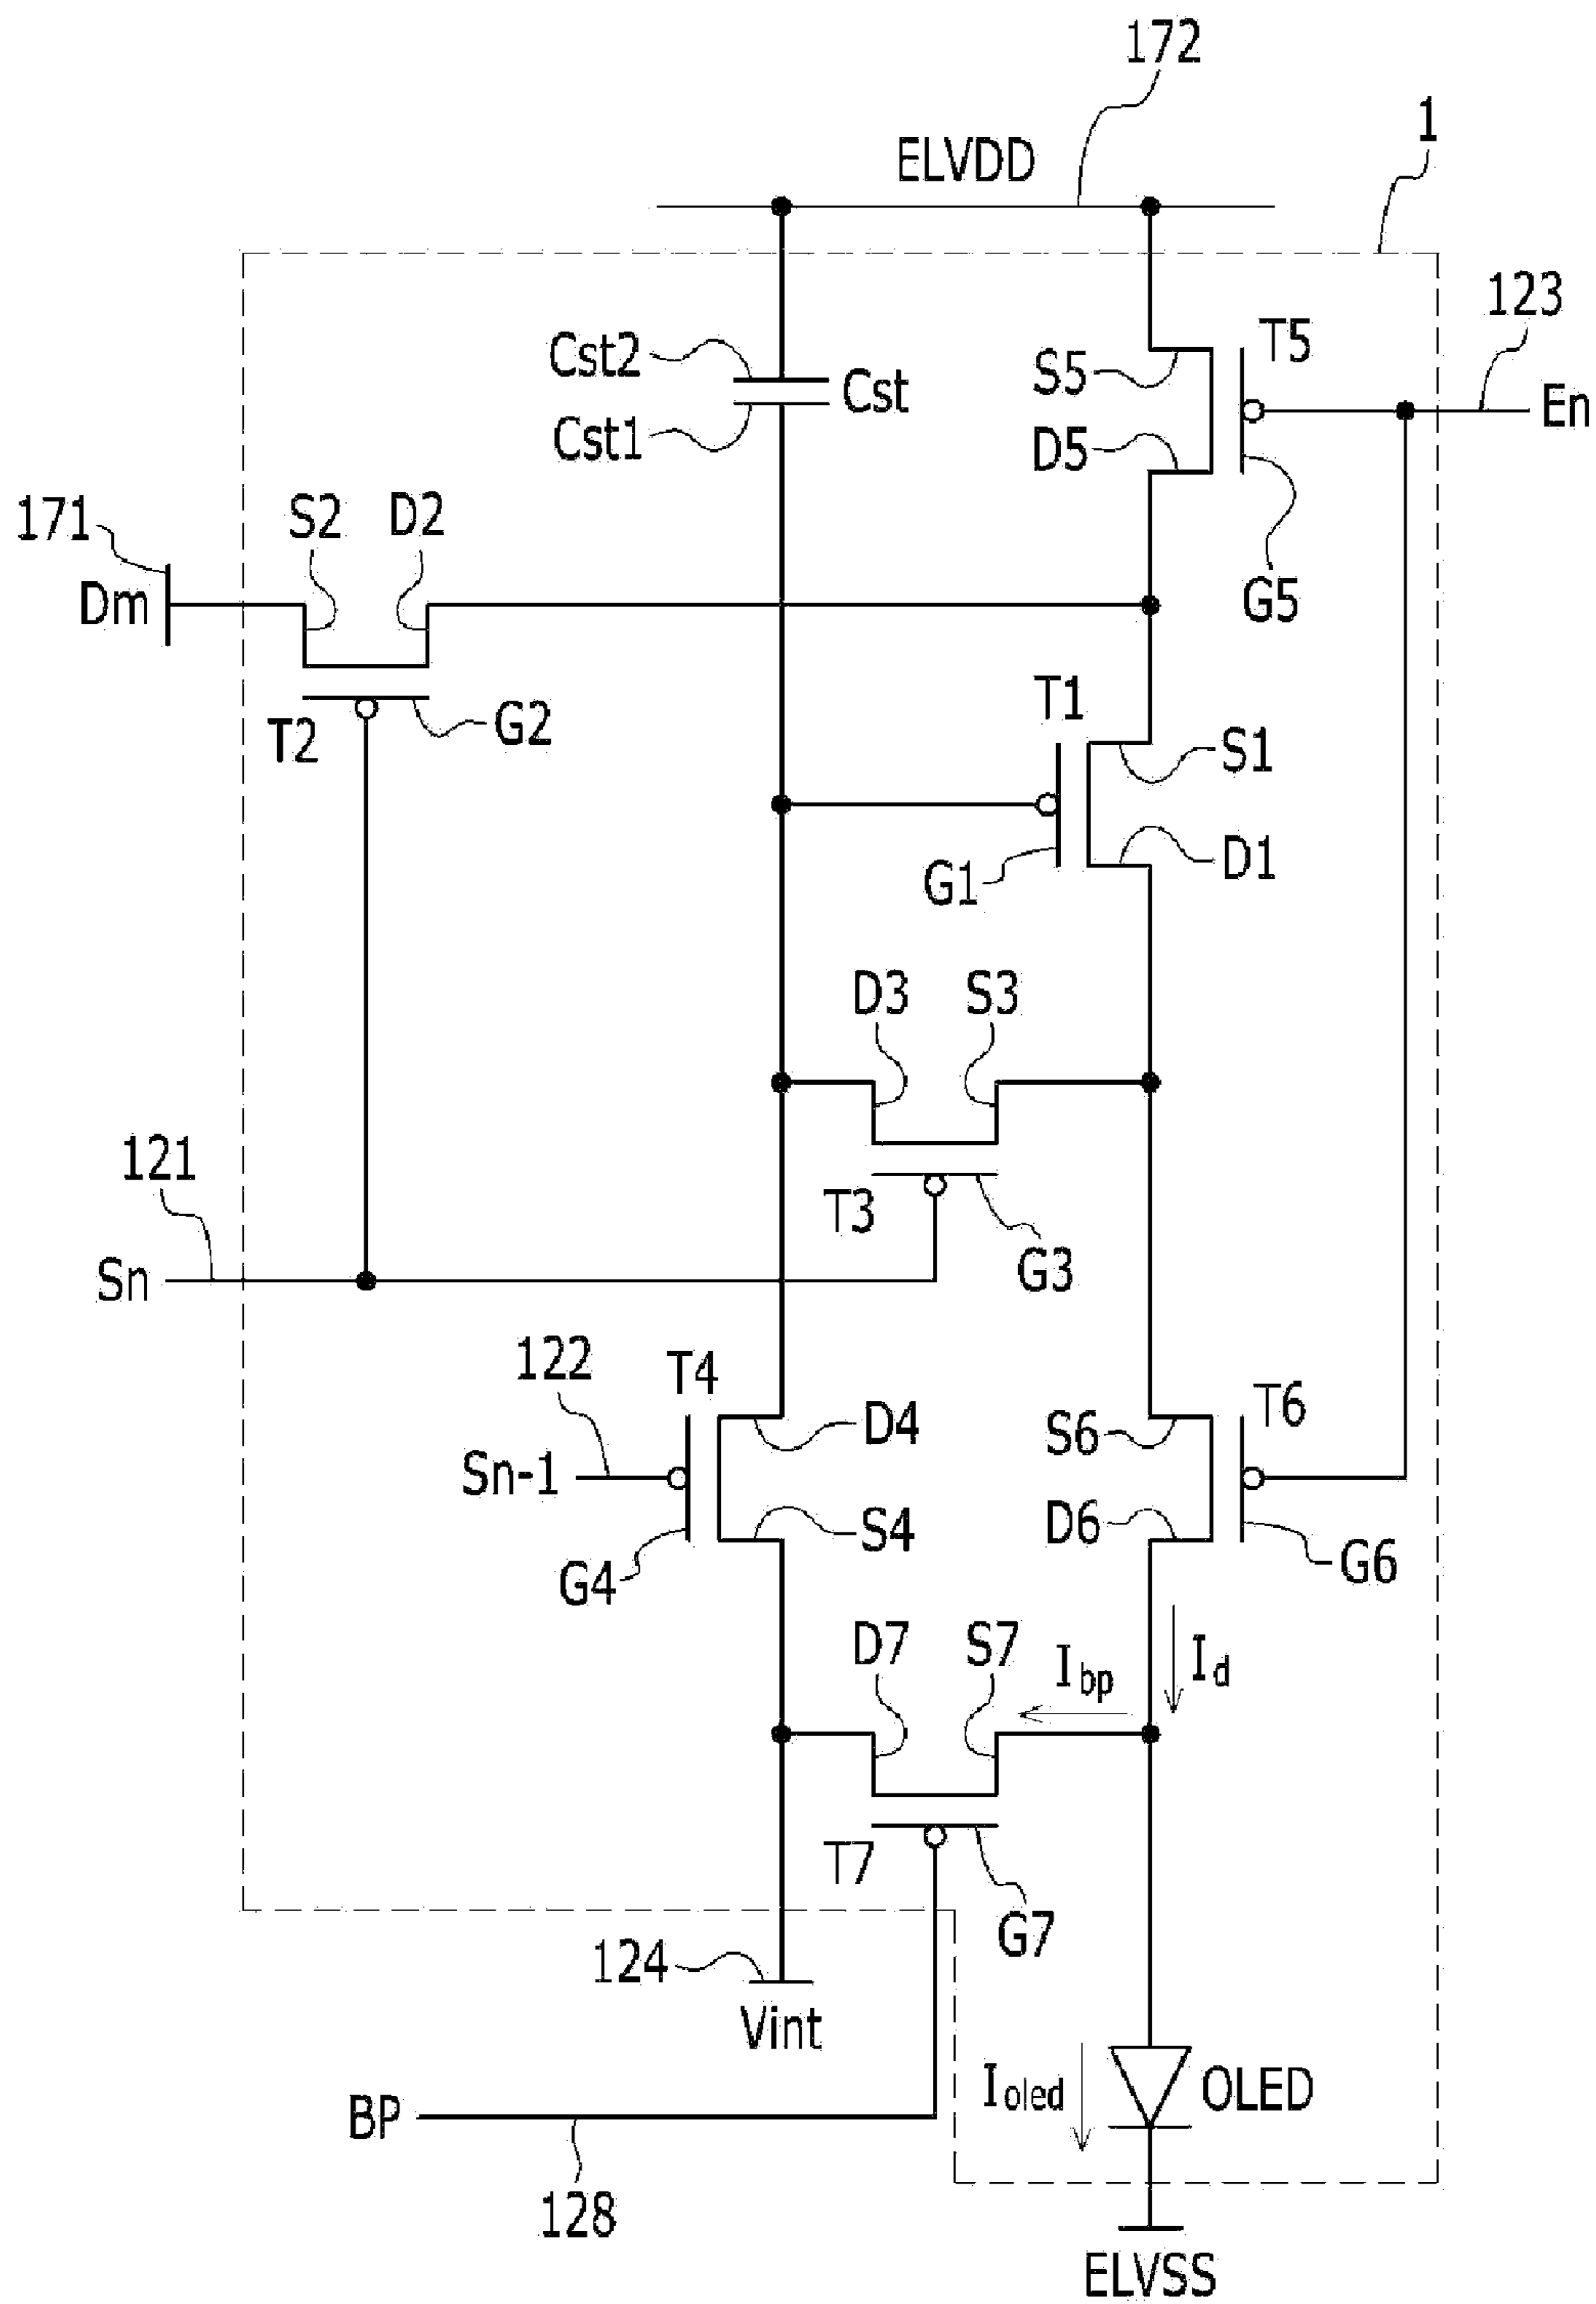 172
1
ELVDD
123
Cst2
Cst
S5
T5
En
Cst1
D5
171
S2
D2
Dm
G5
T1
T2
G2
S1
G1
D1
D3
S3
121
T3
G3
Sn
122
T4
D4
S6
T6
Sn-1
S4
D6
G4
G6
D7
S7
Ibp
Id
T7
G7
124
Vint
Ioled
OLED
BP
128
ELVSS